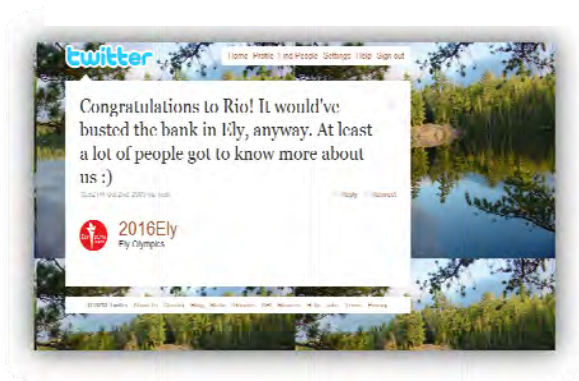 twitter
Home Profile Find People Settings Help Sign out
Congratulations to Rio! It would've
busted the bank in Ely, anyway. At least
a lot of people got to know more about
us :)
Reply Retweet
2016Ely
Ely Olympics